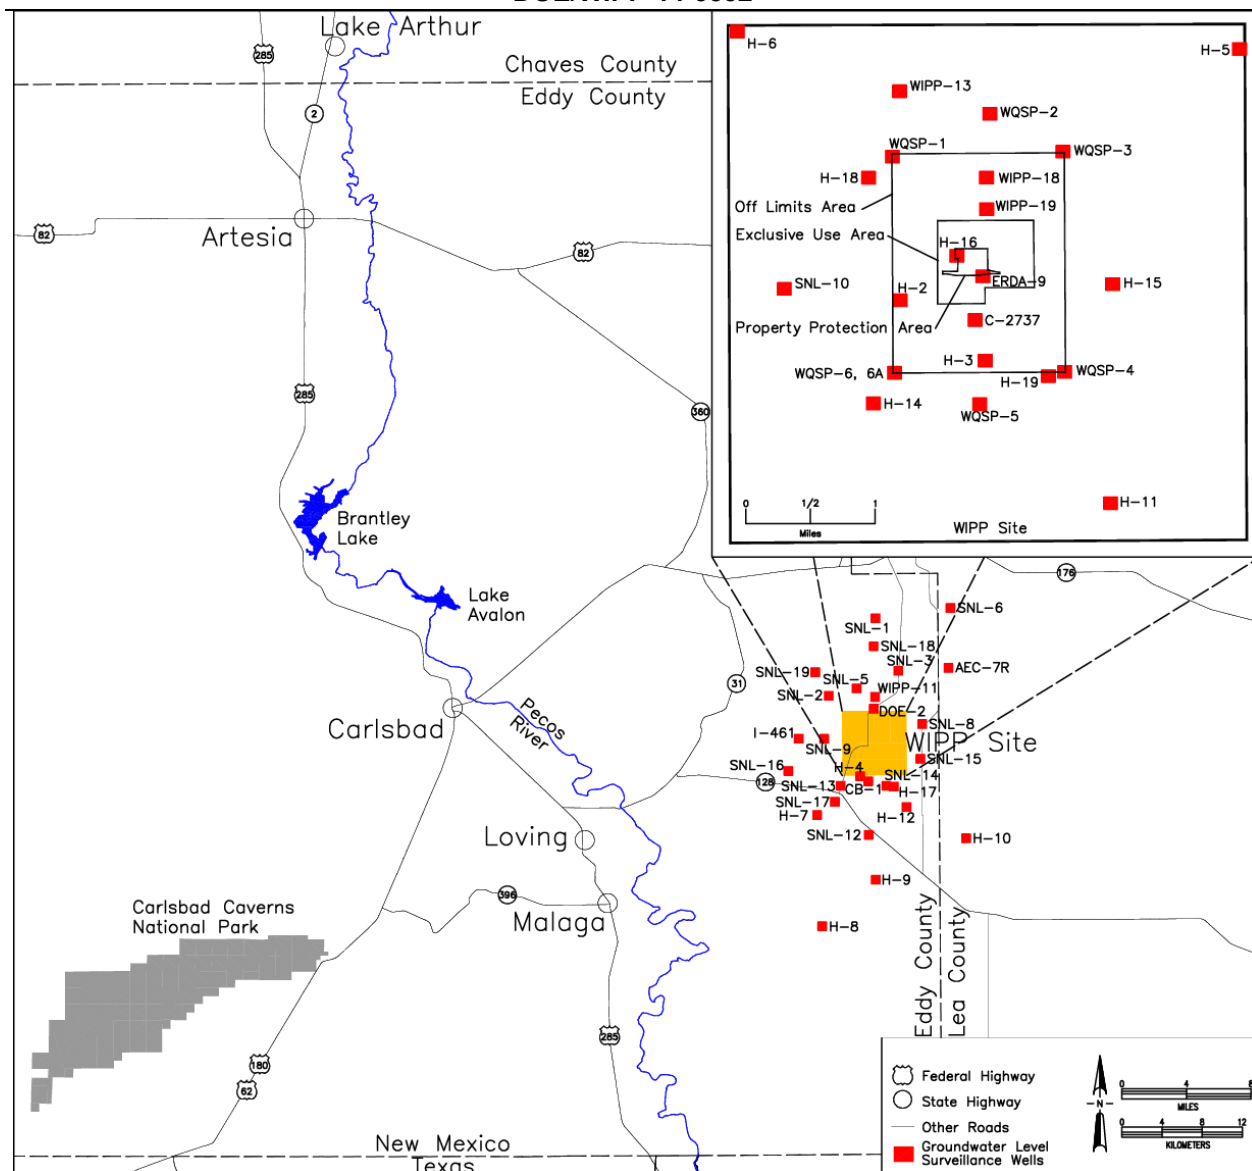 Lake Arthur
285
Chaves County
Eddy County
2
82
Artesia
82
285
360
Brantley
Lake
Lake
Avalon
Carlsbad
Pecos
River
31
128
Loving
396
Malaga
Carlsbad Caverns
National Park
285
180
62
New Mexico
Texas
H-6
H-5
WIPP-13
WQSP-2
WQSP-1
WQSP-3
H-18
WIPP-18
Off Limits Area
WIPP-19
Exclusive Use Area
H-16
SNL-10
H-2
ERDA-9
H-15
Property Protection Area
C-2737
H-3
WQSP-6, 6A
H-19
WQSP-4
H-14
WQSP-5
H-11
0
1/2
1
Miles
WIPP Site
176
SNL-6
SNL-1
SNL-18
SNL-3
SNL-19
AEC-7R
SNL-5
SNL-2
WIPP-11
DOE-2
SNL-8
I-461
SNL-9
WIPP Site
SNL-15
H-4
SNL-16
SNL-14
SNL-13
CB-1
H-17
SNL-17
H-7
H-12
SNL-12
H-10
H-9
H-8
Eddy County
Lea County
Federal Highway
State Highway
Other Roads
Groundwater Level
Surveillance Wells
N
0 4 8
MILES
0 4 8 12
KILOMETERS